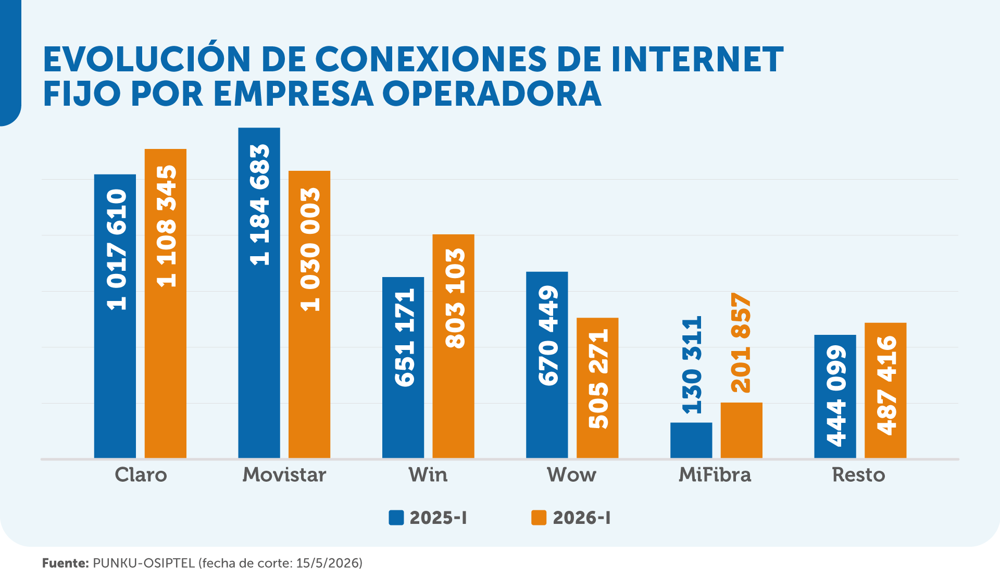 EVOLUCIÓN DE CONEXIONES DE INTERNET
FIJO POR EMPRESA OPERADORA
1 017 610
1 108 345
1 184 683
1 030 003
651 171
803 103
670 449
505 271
130 311
201 857
444 099
487 416
Claro
Movistar
Win
Wow
MiFibra
Resto
2025-I
2026-I
Fuente: PUNKU-OSIPTEL (fecha de corte: 15/5/2026)